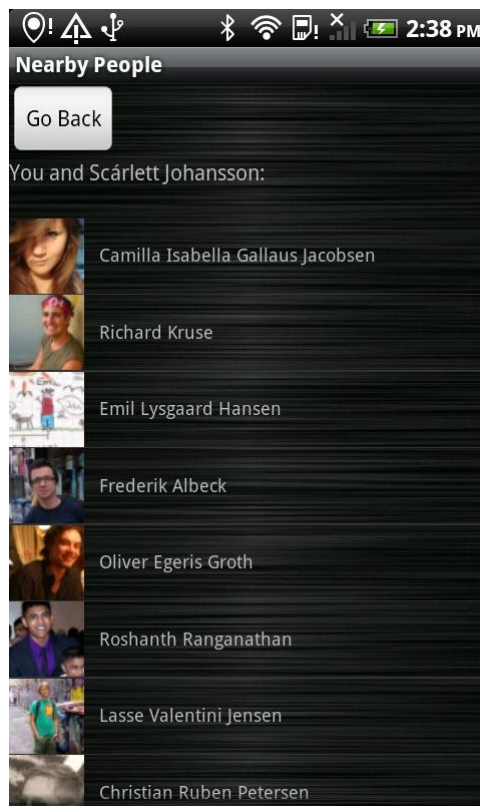 2:38 PM
Nearby People
Go Back
You and Scárlett Johansson:
Camilla Isabella Gallaus Jacobsen
Richard Kruse
Emil Lysgaard Hansen
Frederik Albeck
Oliver Egeris Groth
Roshanth Ranganathan
Lasse Valentini Jensen
Christian Ruben Petersen